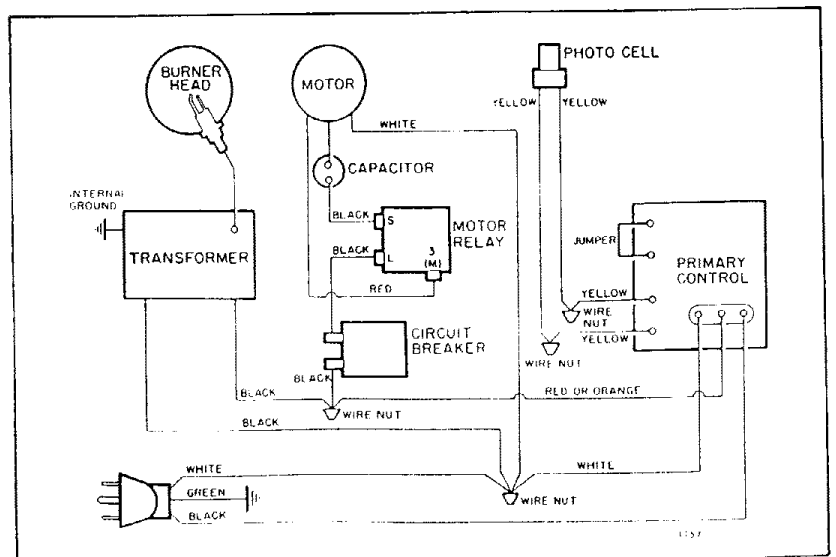 BURNER
HEAD
MOTOR
PHOTO CELL
YELLOW
YELLOW
WHITE
CAPACITOR
INTERNAL
GROUND
BLACK
S
MOTOR
RELAY
BLACK
L
3
(M)
RED
TRANSFORMER
JUMPER
PRIMARY
CONTROL
YELLOW
WIRE
NUT
YELLOW
WIRE NUT
CIRCUIT
BREAKER
BLACK
BLACK
RED OR ORANGE
WIRE NUT
BLACK
WHITE
WHITE
GREEN
WIRE NUT
BLACK